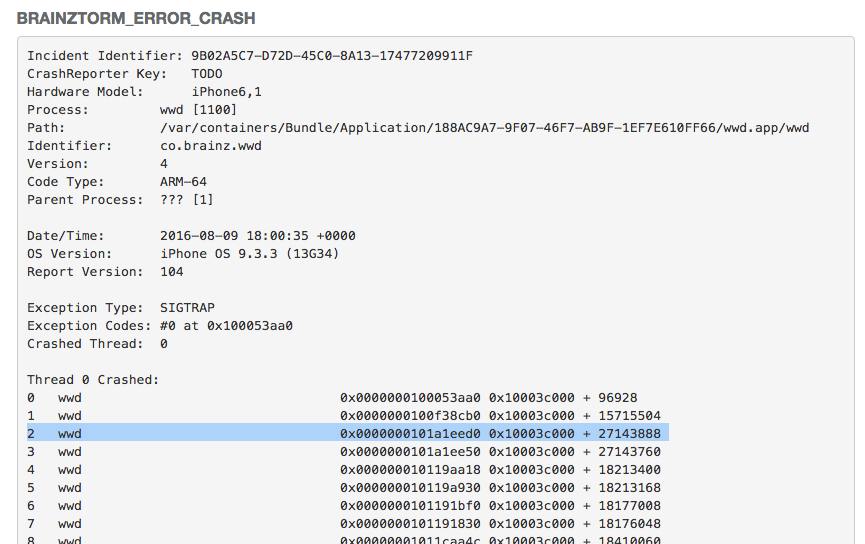 BRAINZTORM_ERROR_CRASH
Incident Identifier: 9B02A5C7-D72D-45C0-8A13-17477209911F
CrashReporter Key:   TODO
Hardware Model:      iPhone6,1
Process:         wwd [1100]
Path:            /var/containers/Bundle/Application/188AC9A7-9F07-46F7-AB9F-1EF7E610FF66/wwd.app/wwd
Identifier:      co.brainz.wwd
Version:         4
Code Type:       ARM-64
Parent Process:  ??? [1]
Date/Time:       2016-08-09 18:00:35 +0000
OS Version:      iPhone OS 9.3.3 (13G34)
Report Version:  104
Exception Type:  SIGTRAP
Exception Codes: #0 at 0x100053aa0
Crashed Thread:  0
Thread 0 Crashed:
0   wwd                                 0x0000000100053aa0 0x10003c000 + 96928
1   wwd                                 0x0000000100f38cb0 0x10003c000 + 15715504
2   wwd                                 0x0000000101a1eed0 0x10003c000 + 27143888
3   wwd                                 0x0000000101a1ee50 0x10003c000 + 27143760
4   wwd                                 0x000000010119aa18 0x10003c000 + 18213400
5   wwd                                 0x000000010119a930 0x10003c000 + 18213168
6   wwd                                 0x0000000101191bf0 0x10003c000 + 18177008
7   wwd                                 0x0000000101191830 0x10003c000 + 18176048
8   wwd                                 0x00000001011caa4c 0x10003c000 + 18410060